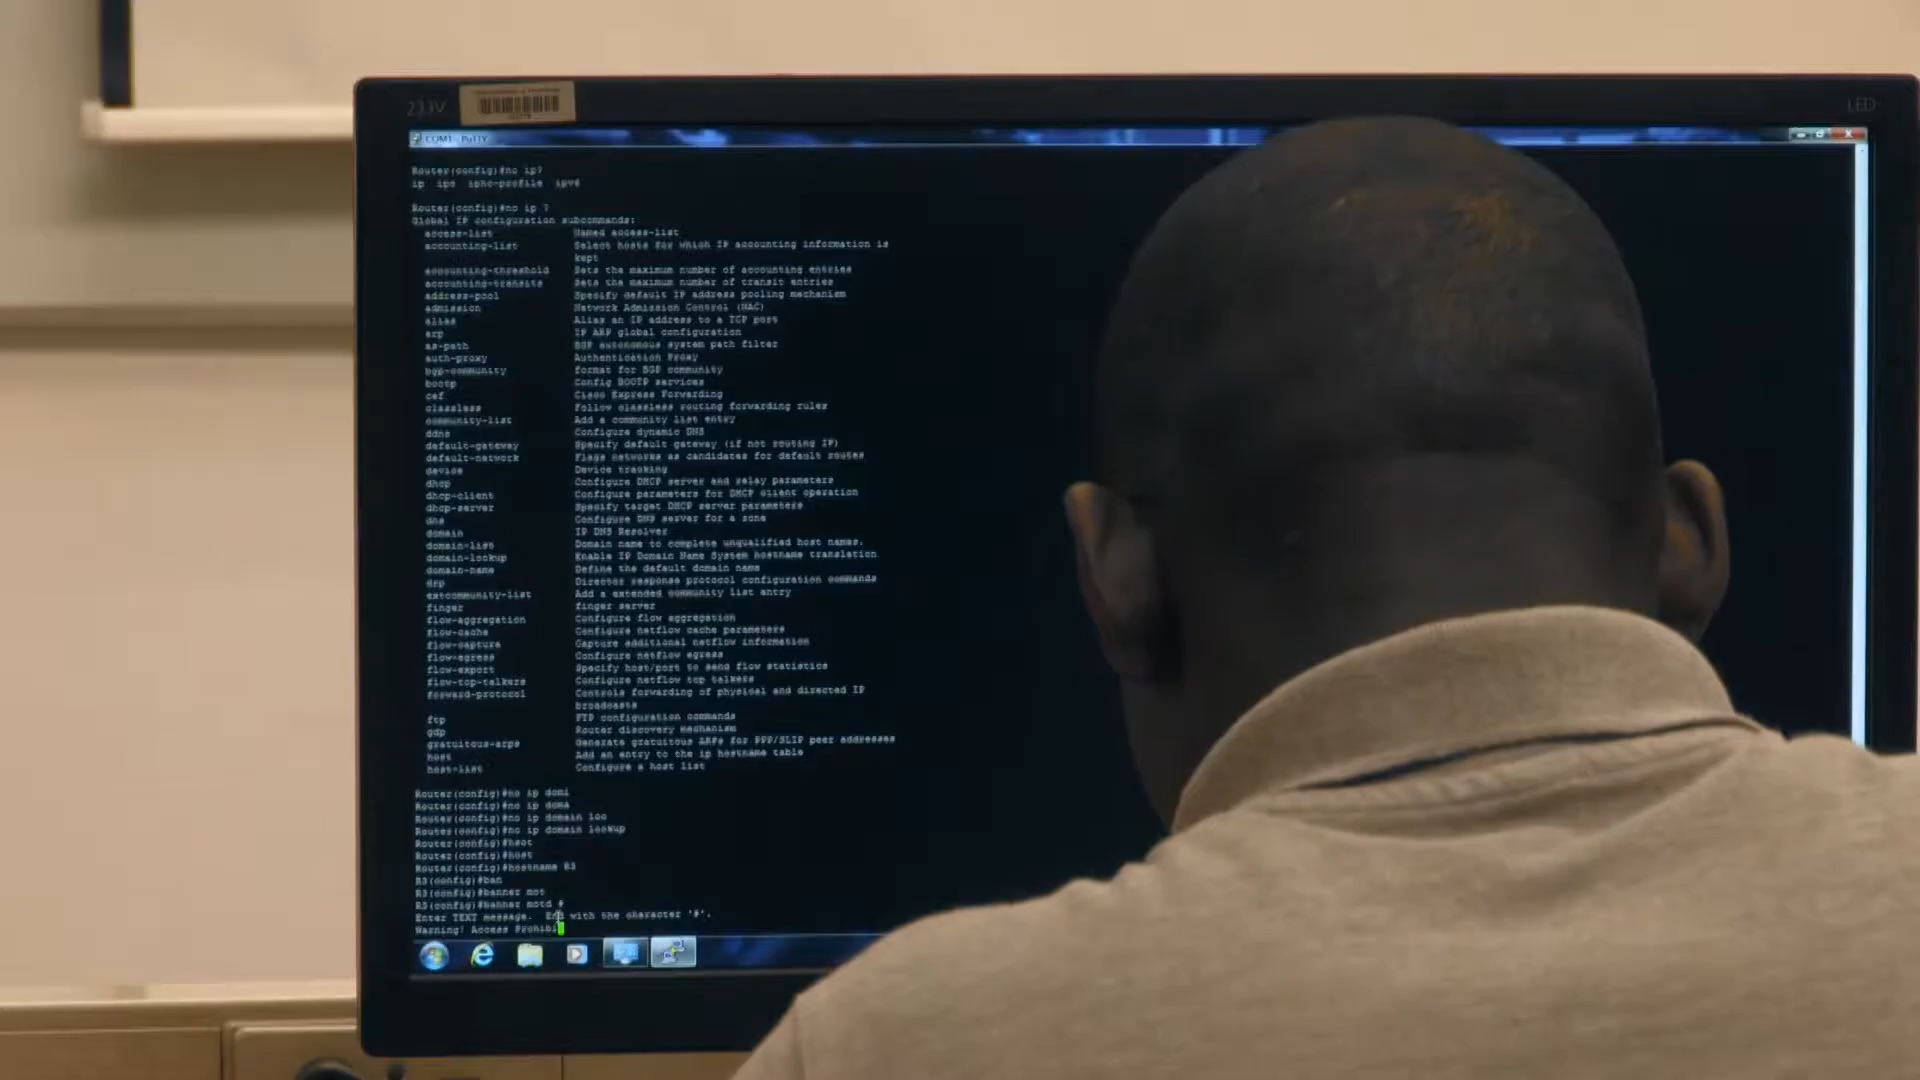 233V
LED
COM1 - PuTTY
Router(config)#no ip?
ip  ipc  iphc-profile  ipv6
Router(config)#no ip ?
Global IP configuration subcommands:
access-list Named access-list
accounting-list Select hosts for which IP accounting information is
kept
accounting-threshold Sets the maximum number of accounting entries
accounting-transits Sets the maximum number of transit entries
address-pool Specify default IP address pooling mechanism
admission Network Admission Control (NAC)
alias Alias an IP address to a TCP port
arp IP ARP global configuration
as-path BGP autonomous system path filter
auth-proxy Authentication Proxy
bgp-community format for BGP community
bootp Config BOOTP services
cef Cisco Express Forwarding
classless Follow classless routing forwarding rules
community-list Add a community list entry
ddns Configure dynamic DNS
default-gateway Specify default gateway (if not routing IP)
default-network Flags networks as candidates for default routes
device Device tracking
dhcp Configure DHCP server and relay parameters
dhcp-client Configure parameters for DHCP client operation
dhcp-server Specify target DHCP server parameters
dns Configure DNS server for a zone
domain IP DNS Resolver
domain-list Domain name to complete unqualified host names.
domain-lookup Enable IP Domain Name System hostname translation
domain-name Define the default domain name
drp Director response protocol configuration commands
extcommunity-list Add a extended community list entry
finger finger server
flow-aggregation Configure flow aggregation
flow-cache Configure netflow cache parameters
flow-capture Capture additional netflow information
flow-egress Configure netflow egress
flow-export Specify host/port to send flow statistics
flow-top-talkers Configure netflow top talkers
forward-protocol Controls forwarding of physical and directed IP
broadcasts
ftp FTP configuration commands
gdp Router discovery mechanism
gratuitous-arps Generate gratuitous ARPs for PPP/SLIP peer addresses
host Add an entry to the ip hostname table
host-list Configure a host list
Router(config)#no ip domi
Router(config)#no ip doma
Router(config)#no ip domain loo
Router(config)#no ip domain lookup
Router(config)#hsot
Router(config)#host
Router(config)#hostname R3
R3(config)#ban
R3(config)#banner mot
R3(config)#banner motd #
Enter TEXT message.  End with the character '#'.
Warning! Access Prohibi